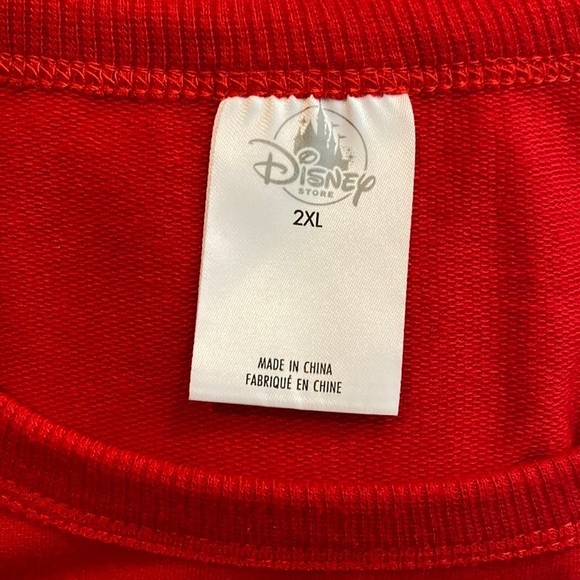 Disney
STORE
2XL
MADE IN CHINA
FABRIQUÉ EN CHINE